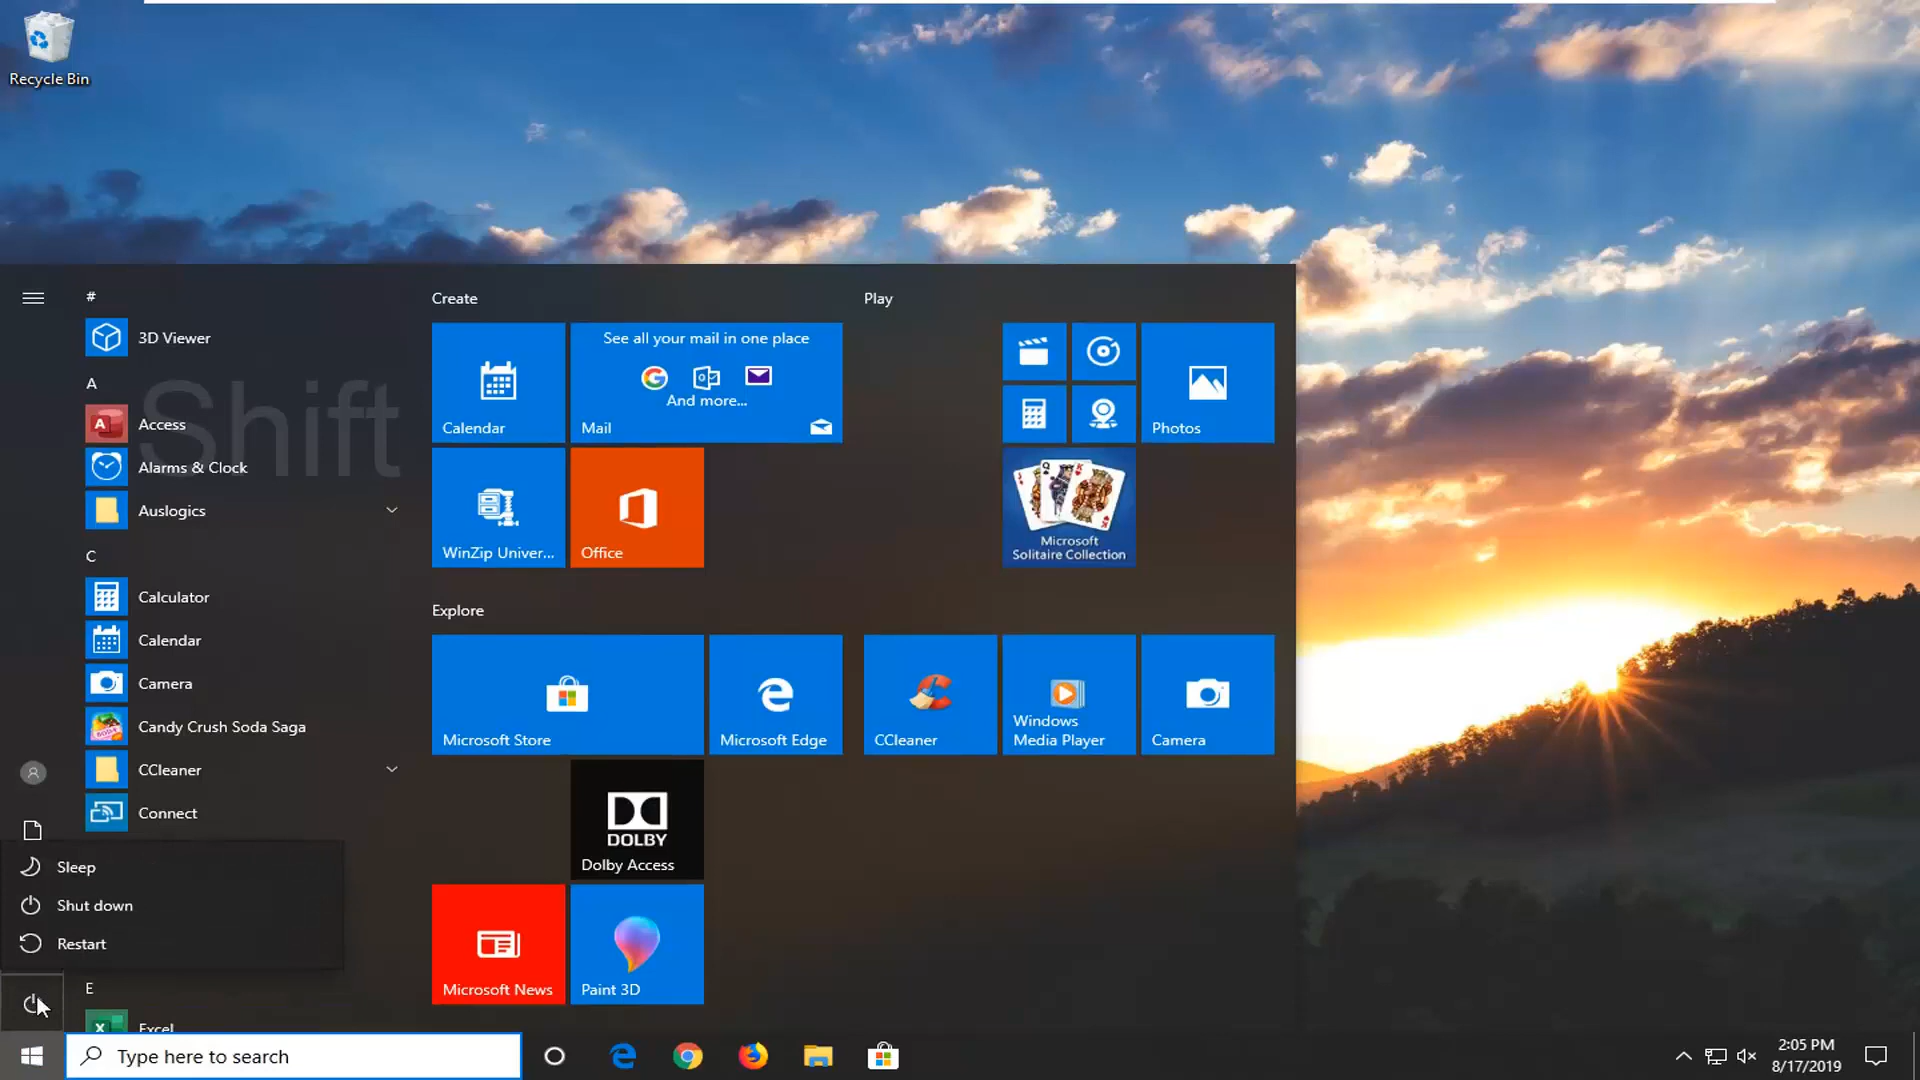 Recycle Bin
#
3D Viewer
A
Shift
Access
Alarms & Clock
Auslogics
C
Calculator
Calendar
Camera
Candy Crush Soda Saga
CCleaner
Connect
Sleep
Shut down
Restart
E
Excel
Create
Calendar
See all your mail in one place
And more...
Mail
WinZip Univer...
Office
Explore
Microsoft Store
Microsoft Edge
DOLBY
Dolby Access
Microsoft News
Paint 3D
Play
Photos
Microsoft
Solitaire Collection
CCleaner
Windows
Media Player
Camera
Type here to search
2:05 PM
8/17/2019